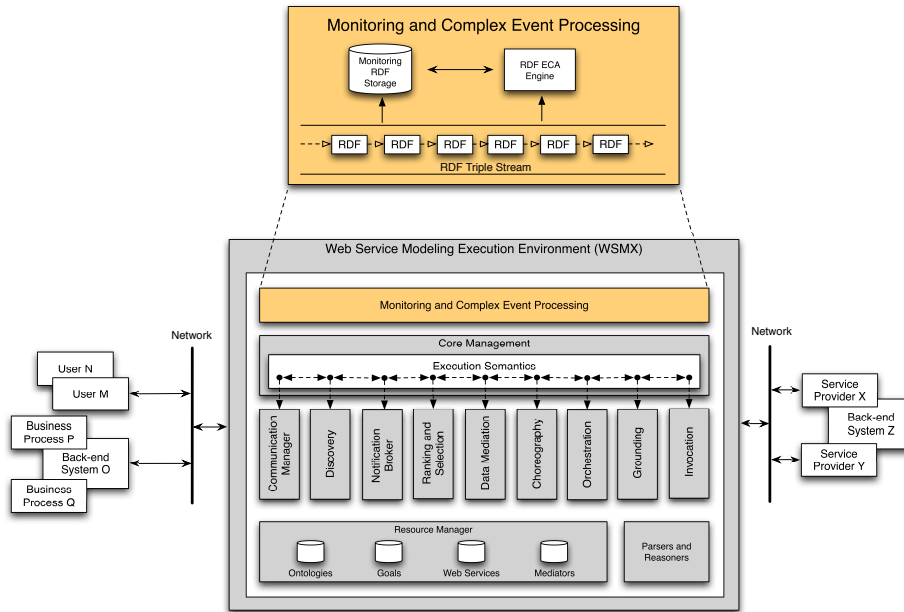 Monitoring and Complex Event Processing
Monitoring
RDF
Storage
RDF ECA
Engine
RDF
RDF
RDF
RDF
RDF
RDF
RDF Triple Stream
Web Service Modeling Execution Environment (WSMX)
Monitoring and Complex Event Processing
Core Management
Execution Semantics
Communication
Manager
Discovery
Notification
Broker
Ranking and
Selection
Data Mediation
Choreography
Orchestration
Grounding
Invocation
Resource Manager
Ontologies
Goals
Web Services
Mediators
Parsers and
Reasoners
Network
User N
User M
Business
Process P
Back-end
System O
Business
Process Q
Network
Service
Provider X
Back-end
System Z
Service
Provider Y